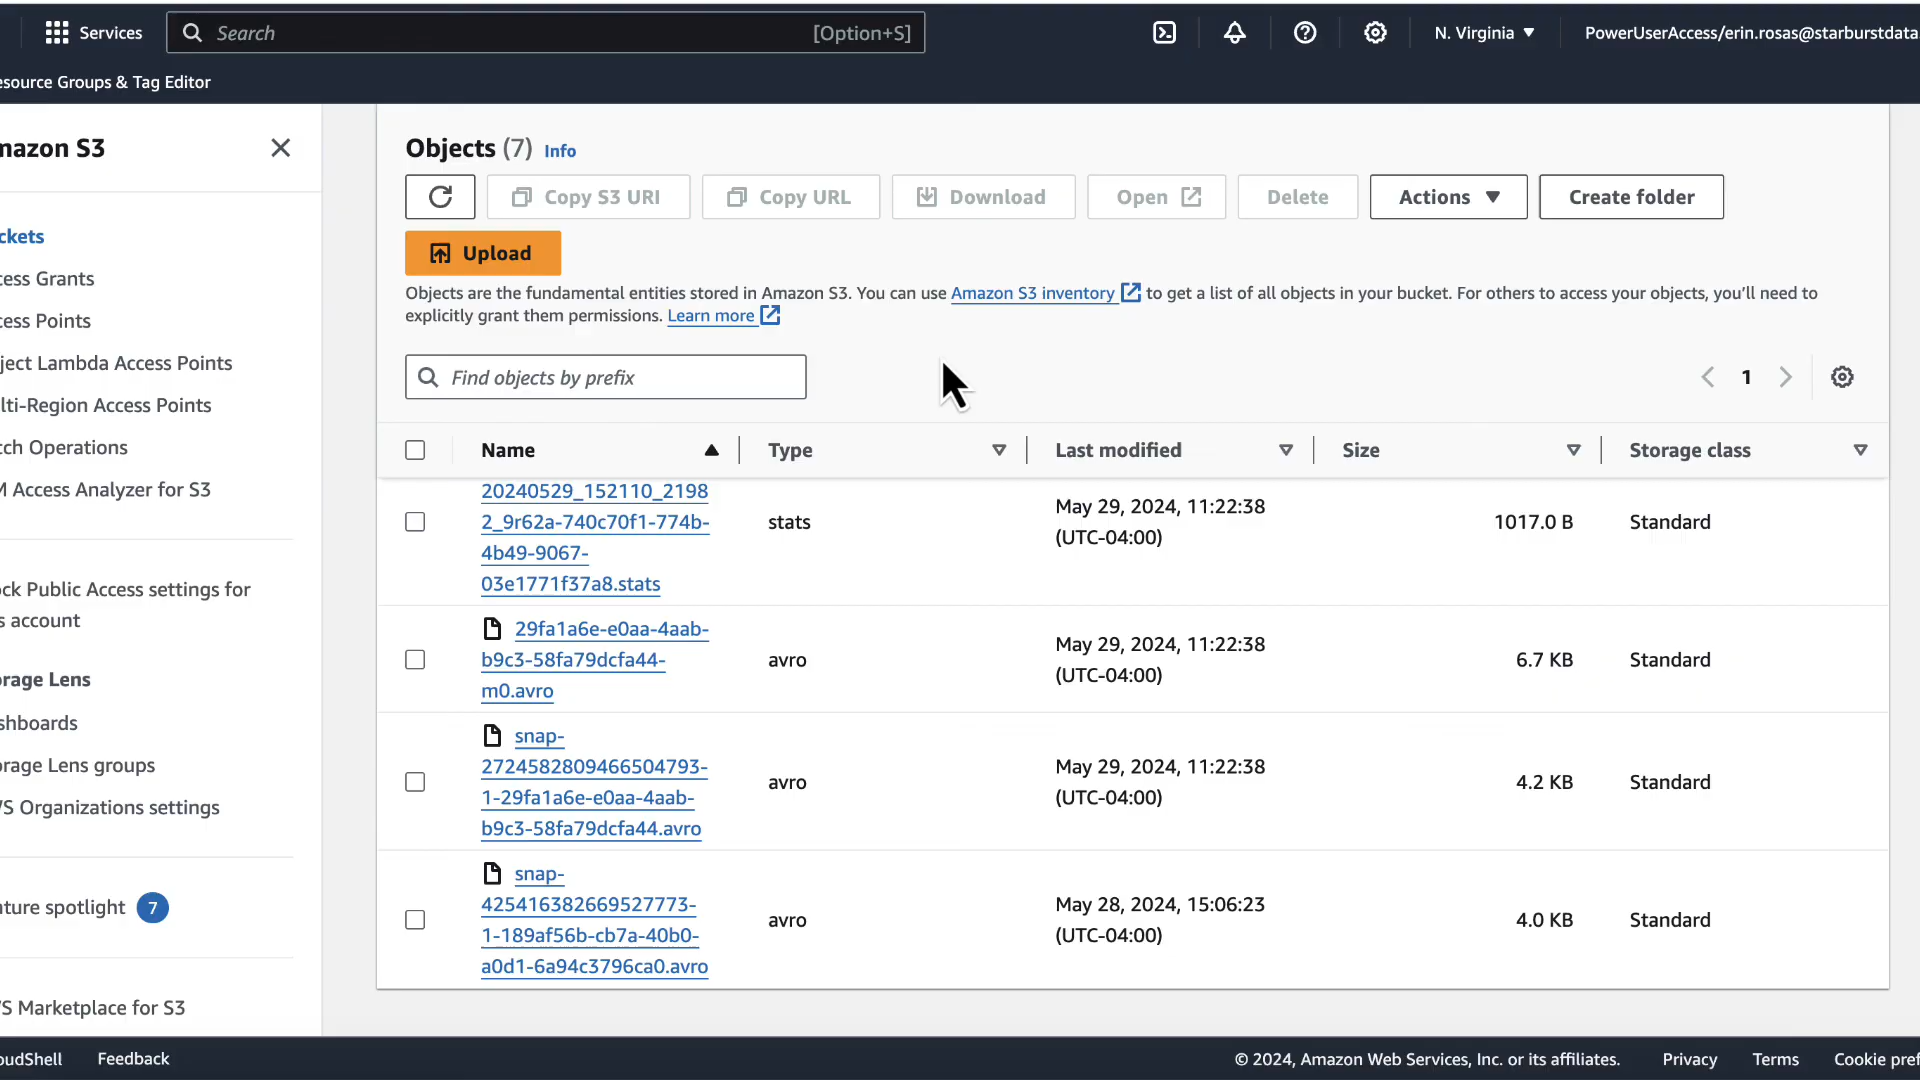 Services
Search [Option+S]
N. Virginia
PowerUserAccess/erin.rosas@starburstdata
esource Groups & Tag Editor
mazon S3
ckets
cess Grants
cess Points
ject Lambda Access Points
lti-Region Access Points
tch Operations
M Access Analyzer for S3
ock Public Access settings for
s account
orage Lens
shboards
orage Lens groups
VS Organizations settings
ture spotlight 7
VS Marketplace for S3
Objects (7) Info
Copy S3 URI
Copy URL
Download
Open
Delete
Actions
Create folder
Upload
Objects are the fundamental entities stored in Amazon S3. You can use Amazon S3 inventory to get a list of all objects in your bucket. For others to access your objects, you'll need to
explicitly grant them permissions. Learn more
Find objects by prefix
1
Name Type Last modified Size Storage class
20240529_152110_2198
2_9r62a-740c70f1-774b-
4b49-9067-
03e1771f37a8.stats
stats
May 29, 2024, 11:22:38
(UTC-04:00)
1017.0 B
Standard
29fa1a6e-e0aa-4aab-
b9c3-58fa79dcfa44-
m0.avro
avro
May 29, 2024, 11:22:38
(UTC-04:00)
6.7 KB
Standard
snap-
2724582809466504793-
1-29fa1a6e-e0aa-4aab-
b9c3-58fa79dcfa44.avro
avro
May 29, 2024, 11:22:38
(UTC-04:00)
4.2 KB
Standard
snap-
425416382669527773-
1-189af56b-cb7a-40b0-
a0d1-6a94c3796ca0.avro
avro
May 28, 2024, 15:06:23
(UTC-04:00)
4.0 KB
Standard
oudShell
Feedback
© 2024, Amazon Web Services, Inc. or its affiliates.
Privacy
Terms
Cookie pref